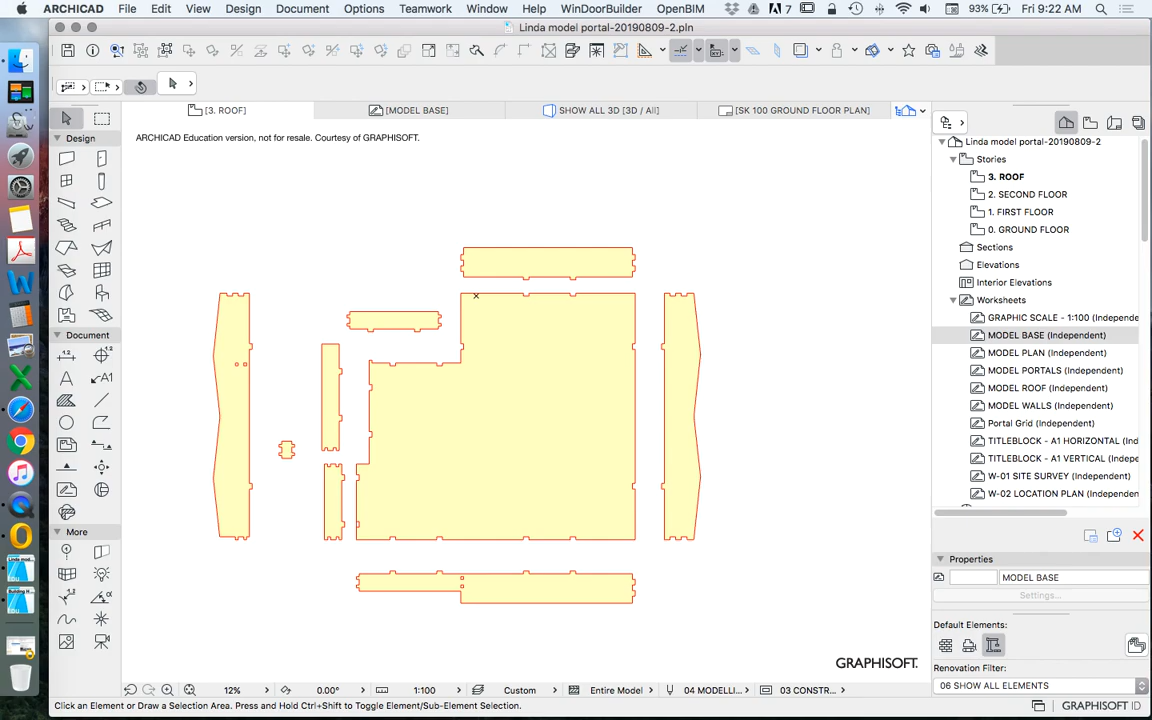 ARCHICAD File Edit View Design Document Options Teamwork Window Help WinDoorBuilder OpenBIM 7 93% Fri 9:22 AM
Linda model portal-20190809-2.pln
[3. ROOF] [MODEL BASE] SHOW ALL 3D [3D / All] [SK 100 GROUND FLOOR PLAN]
ARCHICAD Education version, not for resale. Courtesy of GRAPHISOFT.
Design
Document
More
Linda model portal-20190809-2
Stories
3. ROOF
2. SECOND FLOOR
1. FIRST FLOOR
0. GROUND FLOOR
Sections
Elevations
Interior Elevations
Worksheets
GRAPHIC SCALE - 1:100 (Independe
MODEL BASE (Independent)
MODEL PLAN (Independent)
MODEL PORTALS (Independent)
MODEL ROOF (Independent)
MODEL WALLS (Independent)
Portal Grid (Independent)
TITLEBLOCK - A1 HORIZONTAL (Ind
TITLEBLOCK - A1 VERTICAL (Indepen
W-01 SITE SURVEY (Independent)
W-02 LOCATION PLAN (Independent)
Properties
MODEL BASE
Settings...
Default Elements:
Renovation Filter:
06 SHOW ALL ELEMENTS
GRAPHISOFT.
12% 0.00° 1:100 Custom Entire Model 04 MODELLI... 03 CONSTR...
Click an Element or Draw a Selection Area. Press and Hold Ctrl+Shift to Toggle Element/Sub-Element Selection.
GRAPHISOFT ID